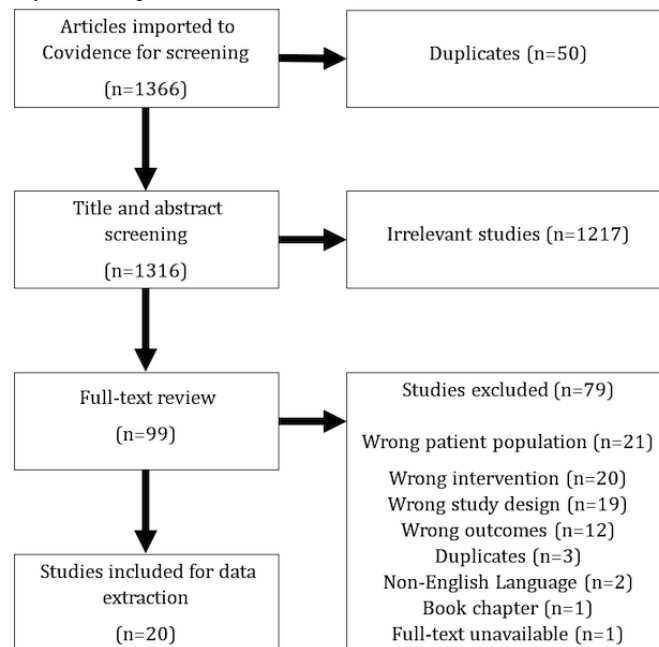 Articles imported to
Covidence for screening
(n=1366)
Duplicates (n=50)
Title and abstract
screening
(n=1316)
Irrelevant studies (n=1217)
Full-text review
(n=99)
Studies excluded (n=79)
Wrong patient population (n=21)
Wrong intervention (n=20)
Wrong study design (n=19)
Wrong outcomes (n=12)
Duplicates (n=3)
Non-English Language (n=2)
Book chapter (n=1)
Full-text unavailable (n=1)
Studies included for data
extraction
(n=20)